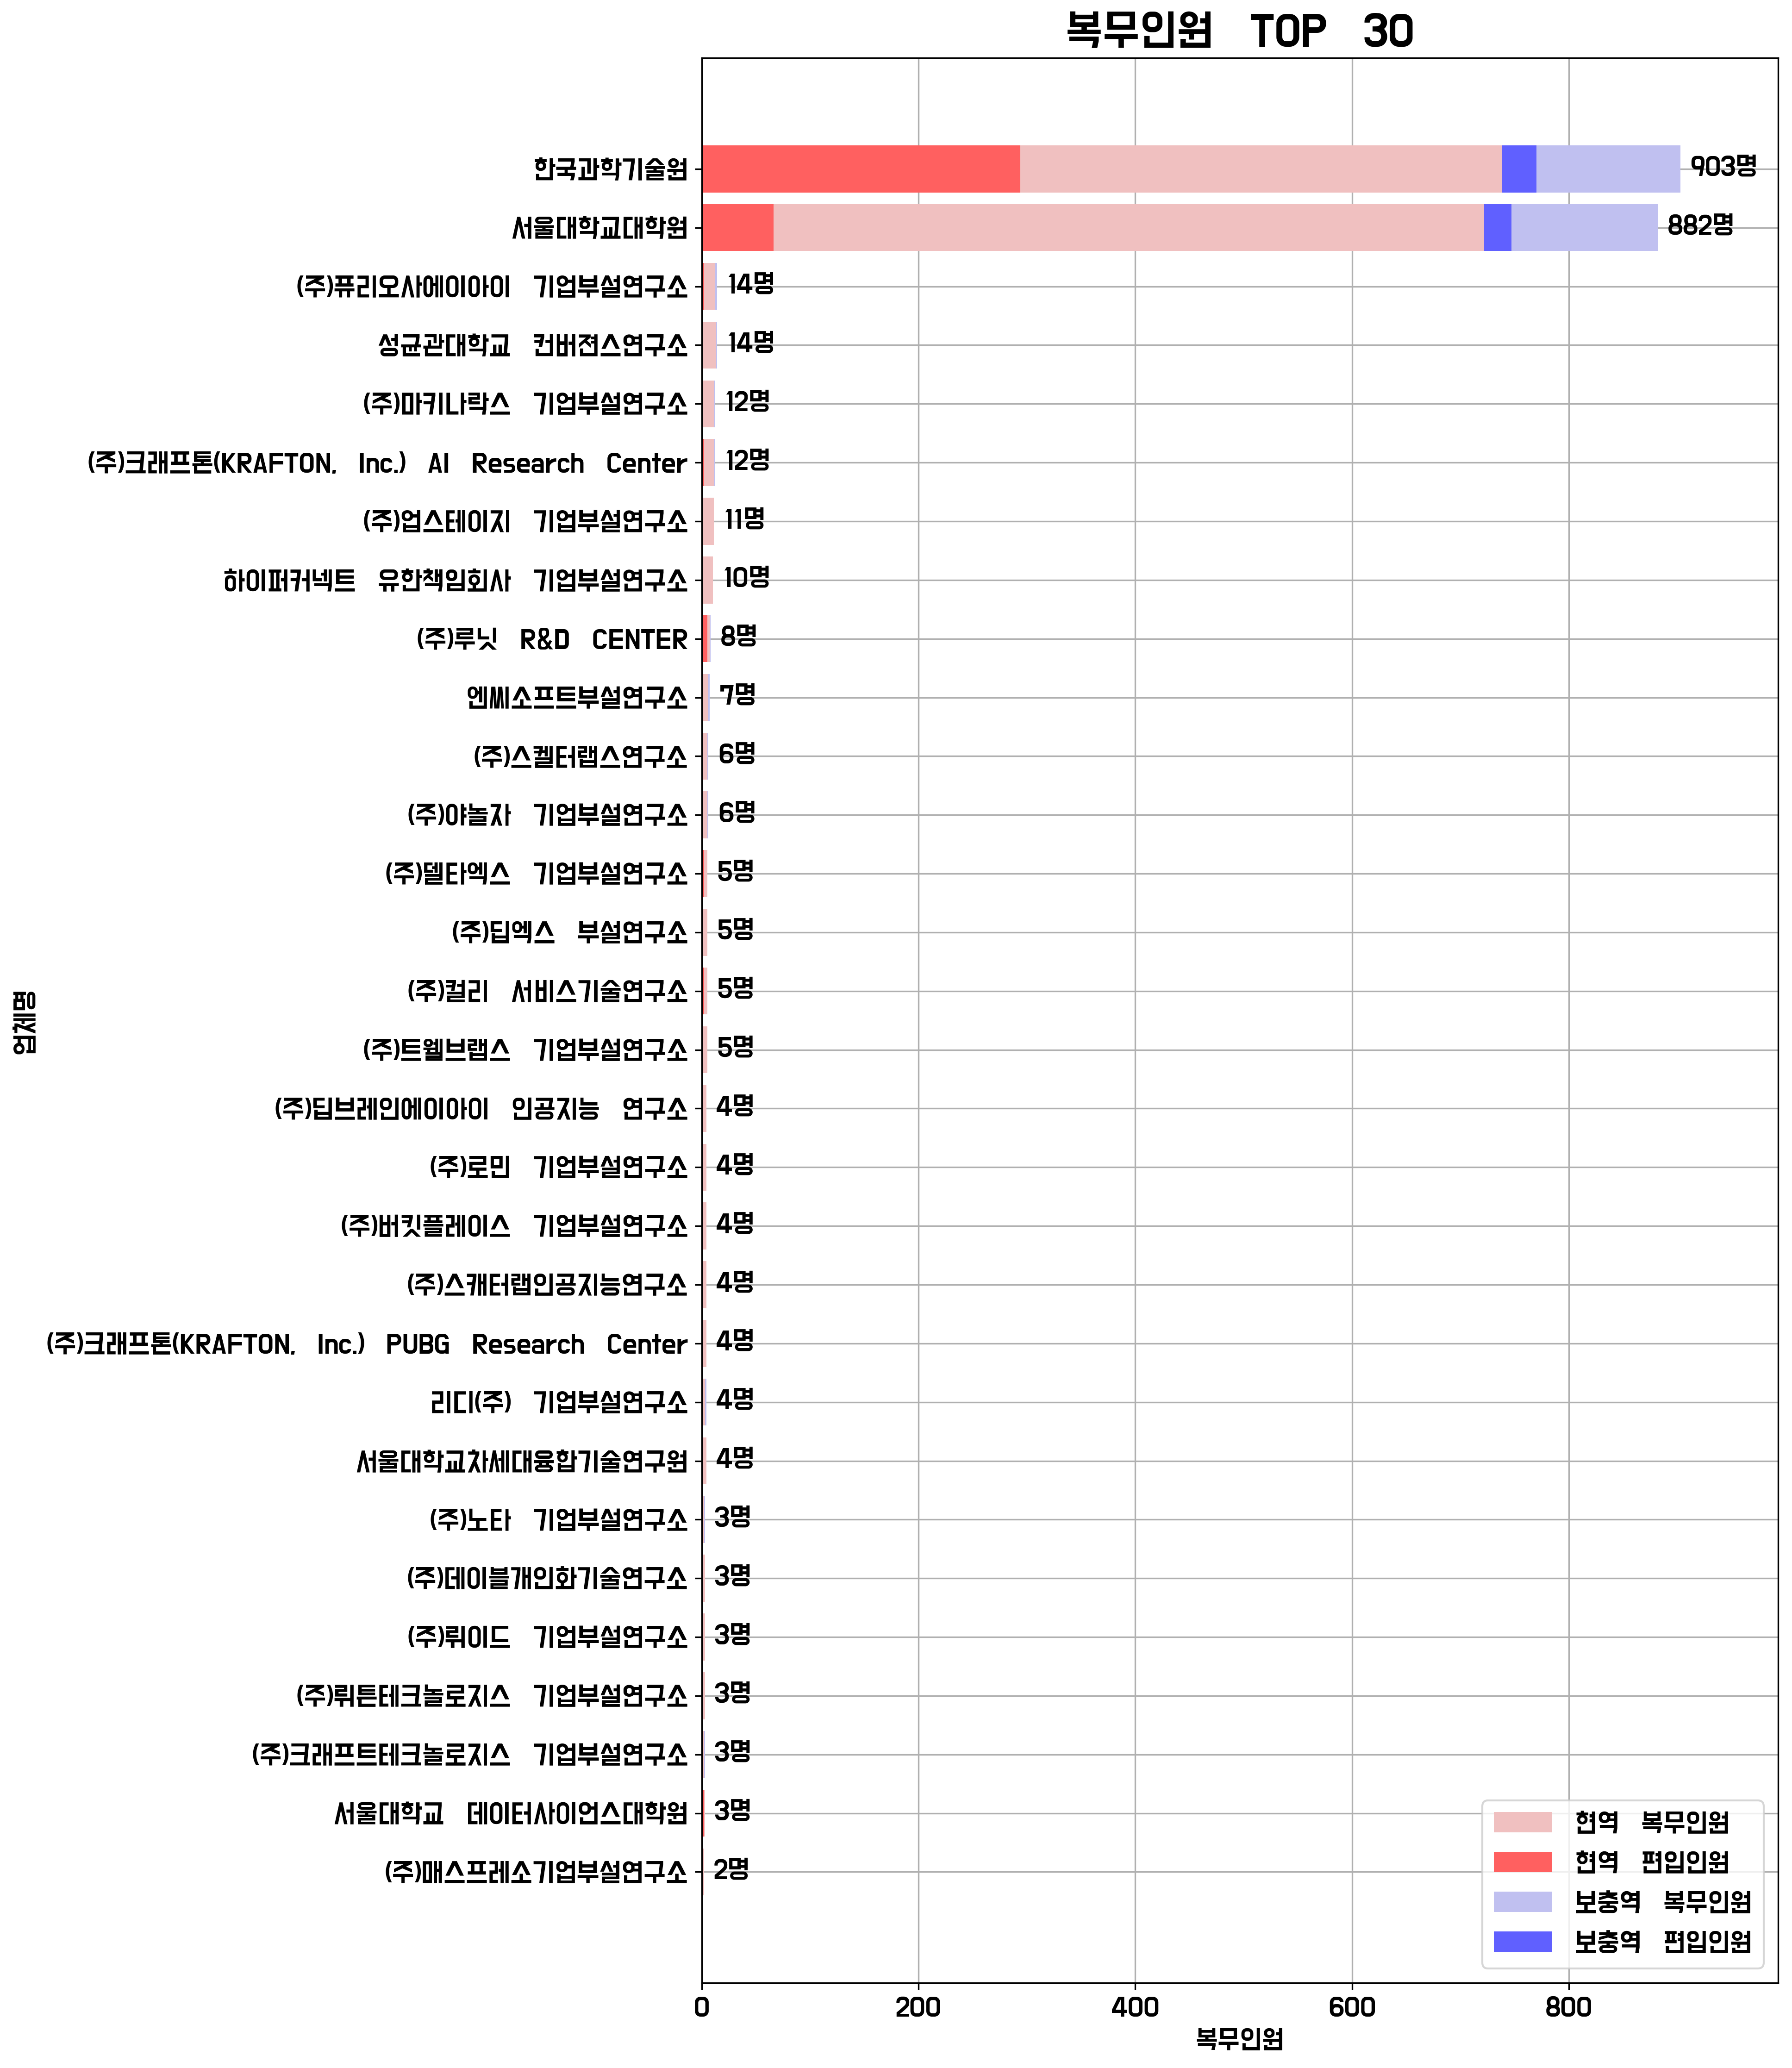 복무인원 TOP 30
한국과학기술원 903명
서울대학교대학원 882명
(주)퓨리오사에이아이 기업부설연구소 14명
성균관대학교 컨버젼스연구소 14명
(주)마키나락스 기업부설연구소 12명
(주)크래프톤(KRAFTON, Inc.) AI Research Center 12명
(주)업스테이지 기업부설연구소 11명
하이퍼커넥트 유한책임회사 기업부설연구소 10명
(주)루닛 R&D CENTER 8명
엔씨소프트부설연구소 7명
(주)스켈터랩스연구소 6명
(주)야놀자 기업부설연구소 6명
(주)델타엑스 기업부설연구소 5명
(주)딥엑스 부설연구소 5명
(주)컬리 서비스기술연구소 5명
(주)트웰브랩스 기업부설연구소 5명
(주)딥브레인에이아이 인공지능 연구소 4명
(주)로민 기업부설연구소 4명
(주)버킷플레이스 기업부설연구소 4명
(주)스캐터랩인공지능연구소 4명
(주)크래프톤(KRAFTON, Inc.) PUBG Research Center 4명
리디(주) 기업부설연구소 4명
서울대학교차세대융합기술연구원 4명
(주)노타 기업부설연구소 3명
(주)데이블개인화기술연구소 3명
(주)뤼이드 기업부설연구소 3명
(주)뤼튼테크놀로지스 기업부설연구소 3명
(주)크래프트테크놀로지스 기업부설연구소 3명
서울대학교 데이터사이언스대학원 3명
(주)매스프레소기업부설연구소 2명
업체명
현역 복무인원
현역 편입인원
보충역 복무인원
보충역 편입인원
0 200 400 600 800
복무인원